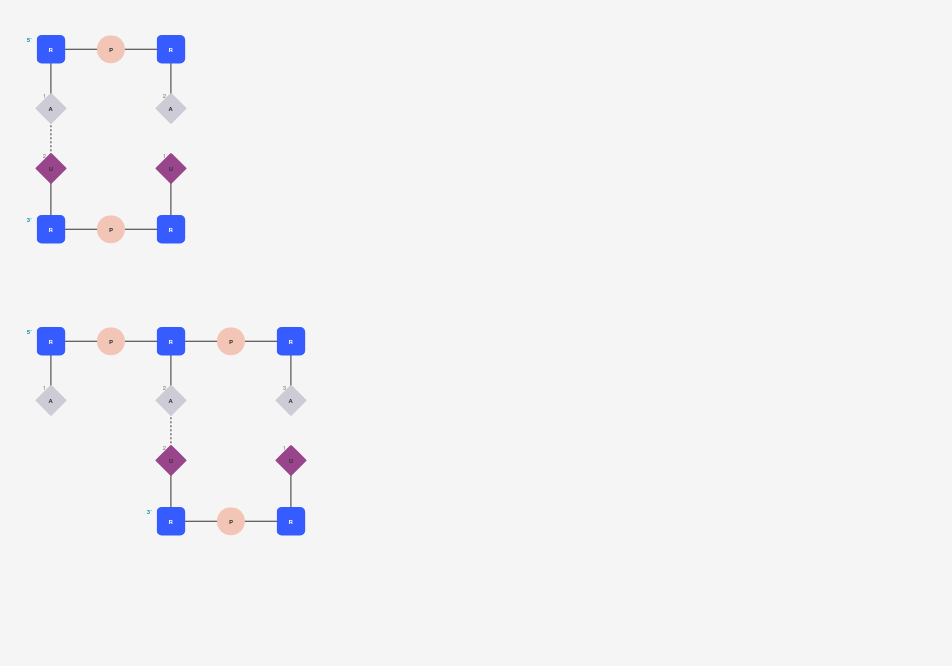 5' R P R
1 2
A A
2 1
U U
3' R P R
5' R P R P R
1 2 3
A A A
2 1
U U
3' R P R